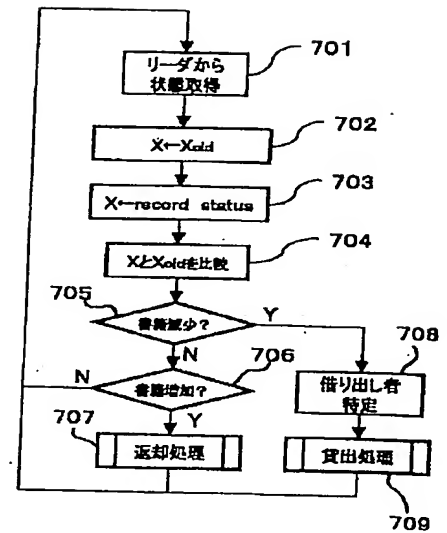 701
リーダから
状態取得
702
X←Xold
703
X←record status
704
XとXoldを比較
705
書籍減少?
Y
N
706
708
N
書籍増加?
借り出し者
特定
707
Y
返却処理
貸出処理
709